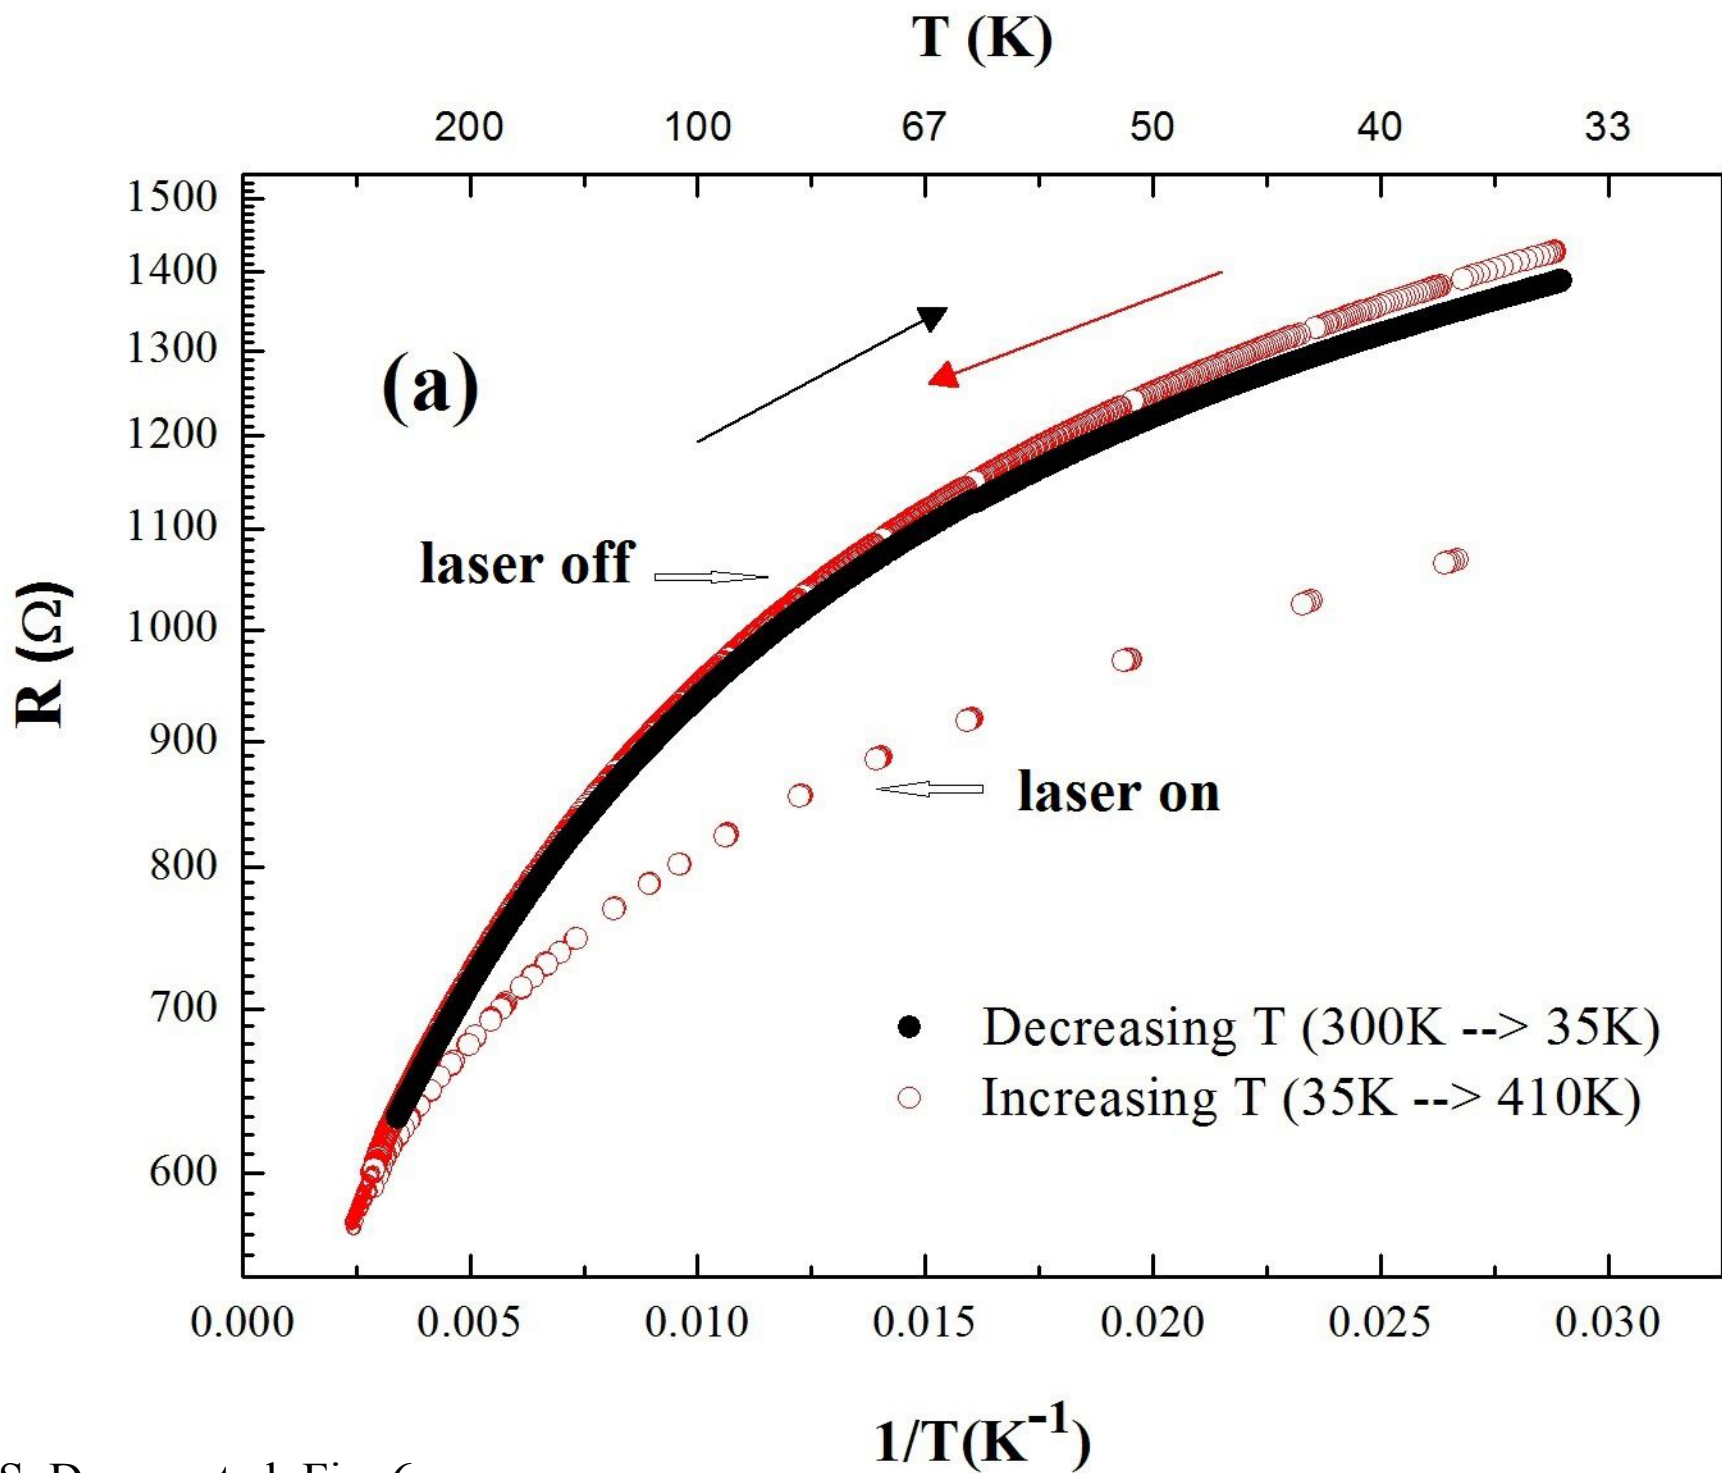 T (K)
200 100 67 50 40 33
1500
1400
1300
(a)
1200
1100
laser off
1000
R (Ω)
900
laser on
800
700
Decreasing T (300K --> 35K)
Increasing T (35K --> 410K)
600
0.000 0.005 0.010 0.015 0.020 0.025 0.030
1/T(K⁻¹)